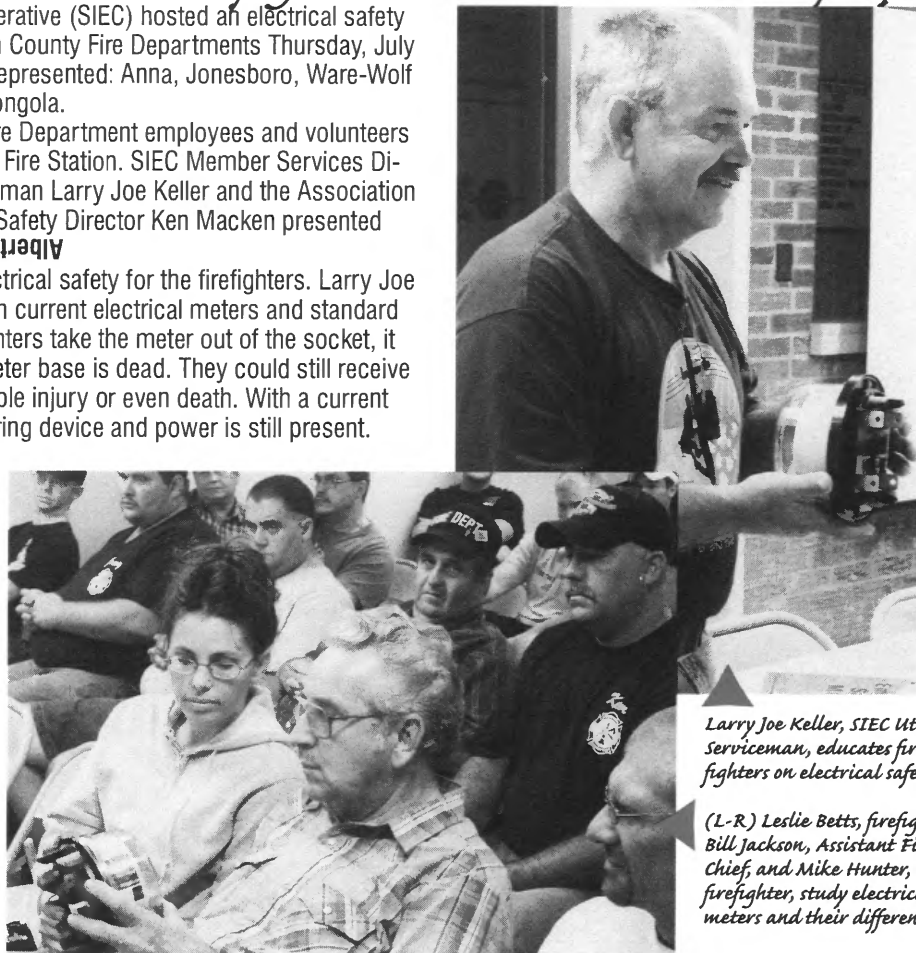 erative (SIEC) hosted an electrical safety
County Fire Departments Thursday, July
epresented: Anna, Jonesboro, Ware-Wolf
ongola.
re Department employees and volunteers
Fire Station. SIEC Member Services Di-
man Larry Joe Keller and the Association
Safety Director Ken Macken presented
Albert
ctrical safety for the firefighters. Larry Joe
n current electrical meters and standard
hters take the meter out of the socket, it
eter base is dead. They could still receive
ble injury or even death. With a current
ring device and power is still present.
DEPT.
Ken
Larry Joe Keller, SIEC Ut
Serviceman, educates fir
fighters on electrical safe
(L-R) Leslie Betts, firefig
Bill Jackson, Assistant Fi
Chief, and Mike Hunter,
firefighter, study electric
meters and their differen